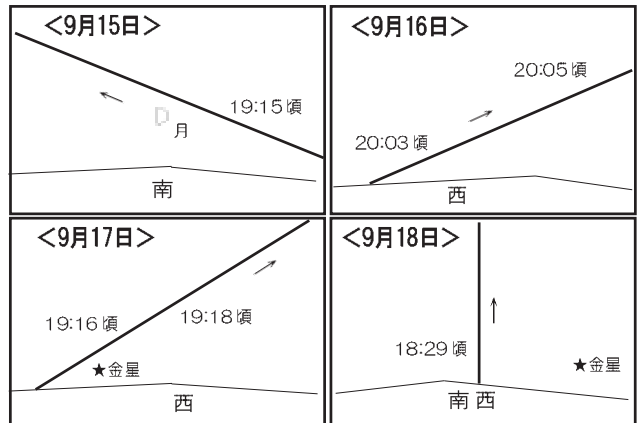 ＜9月15日＞
19:15頃
月
南
＜9月16日＞
20:05頃
20:03頃
西
＜9月17日＞
19:16頃
19:18頃
★金星
西
＜9月18日＞
18:29頃
★金星
南西